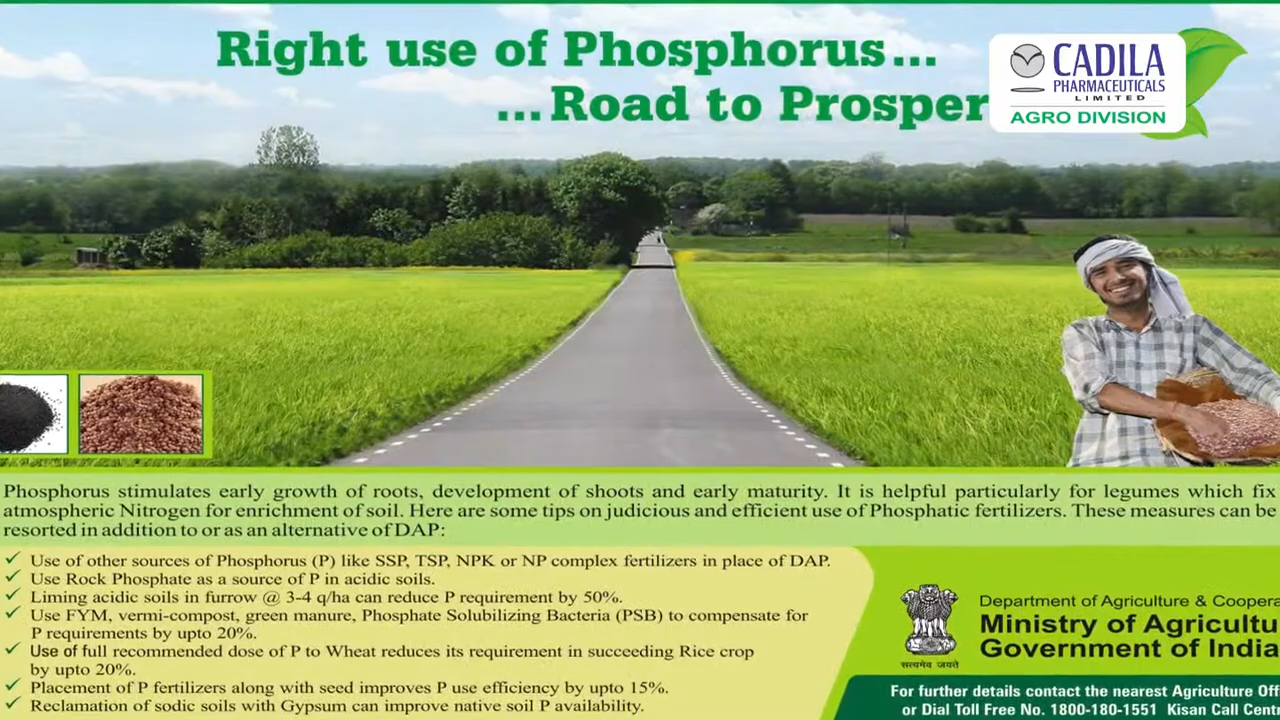 Right use of Phosphorus...
...Road to Prosper
CADILA
PHARMACEUTICALS
LIMITED
AGRO DIVISION
Phosphorus stimulates early growth of roots, development of shoots and early maturity. It is helpful particularly for legumes which fix
atmospheric Nitrogen for enrichment of soil. Here are some tips on judicious and efficient use of Phosphatic fertilizers. These measures can be
resorted in addition to or as an alternative of DAP:
✓ Use of other sources of Phosphorus (P) like SSP, TSP, NPK or NP complex fertilizers in place of DAP.
✓ Use Rock Phosphate as a source of P in acidic soils.
✓ Liming acidic soils in furrow @ 3-4 q/ha can reduce P requirement by 50%.
✓ Use FYM, vermi-compost, green manure, Phosphate Solubilizing Bacteria (PSB) to compensate for
P requirements by upto 20%.
✓ Use of full recommended dose of P to Wheat reduces its requirement in succeeding Rice crop
by upto 20%.
✓ Placement of P fertilizers along with seed improves P use efficiency by upto 15%.
✓ Reclamation of sodic soils with Gypsum can improve native soil P availability.
सत्यमेव जयते
Department of Agriculture & Coopera
Ministry of Agricultu
Government of India
For further details contact the nearest Agriculture Off
or Dial Toll Free No. 1800-180-1551 Kisan Call Centr